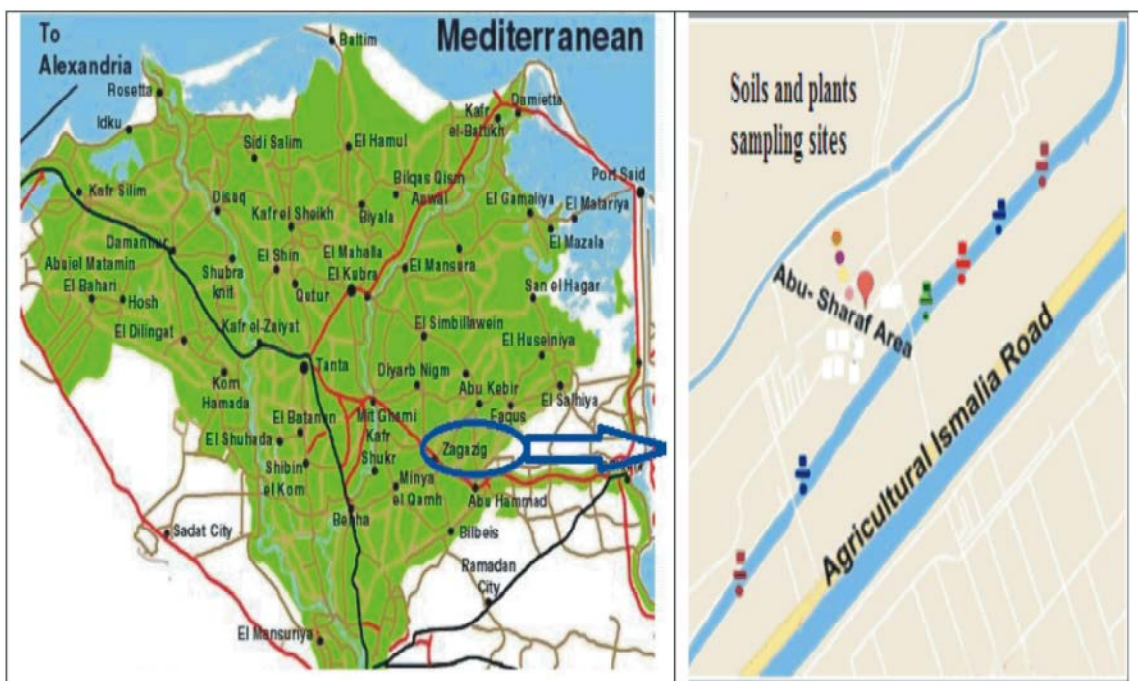 To
Alexandria
Mediterranean
Baltim
Rosetta
Idku
Damietta
Kafr
el-Battikh
Sidi Salim
El Hamul
Port Said
Kafr Silim
Disuq
Bilqas Qism
Awwal
El Gamaliya
El Matariya
Kafr el Sheikh
Biyala
El Mazala
Damanhur
El Mahalla
El Kubra
El Mansura
Shubra
knit
El Shin
Qutur
San el Hagar
Abuiel Matamin
El Bahari
Hosh
El Dilingat
Kafr el-Zaiyat
El Simbillawein
El Huseiniya
Tanta
Diyarb Nigm
Kom
Hamada
Abu Kebir
El Salhiya
Faqus
El Batanan
Mit Ghami
El Shuhada
Kafr
Shukr
Zagazig
Shibin
el Kom
Minya
el Qamh
Abu Hammad
Benha
Sadat City
Bilbeis
Ramadan
City
El Mansuriya
Soils and plants
sampling sites
Abu- Sharaf Area
Agricultural Ismalia Road